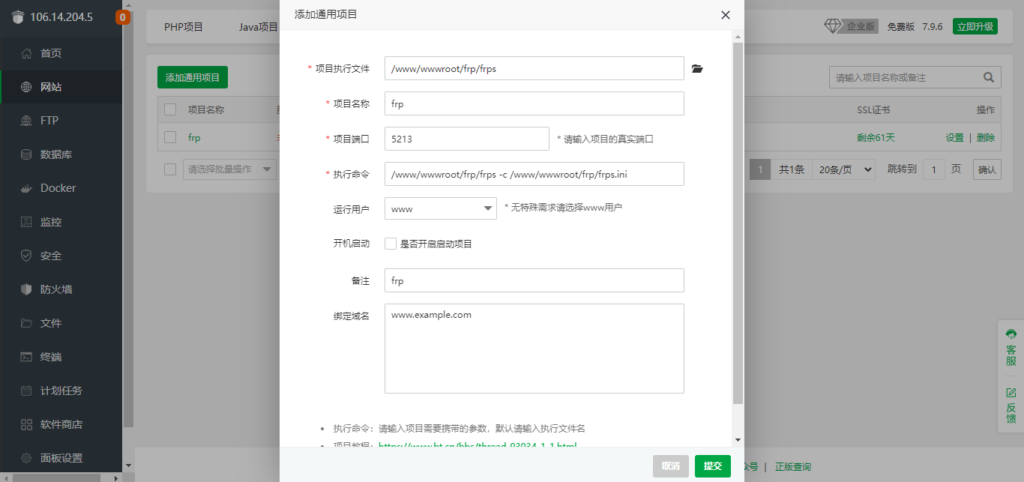 106.14.204.5
0
首页
网站
FTP
数据库
Docker
监控
安全
防火墙
文件
终端
计划任务
软件商店
面板设置
PHP项目
Java项目
企业版
免费版 7.9.6
立即升级
添加通用项目
请输入项目名称或备注
项目名称
SSL证书
操作
frp
剩余61天
设置 | 删除
请选择批量操作
1
共1条
20条/页
跳转到
1
页
确认
添加通用项目
* 项目执行文件
/www/wwwroot/frp/frps
* 项目名称
frp
* 项目端口
5213
* 请输入项目的真实端口
* 执行命令
/www/wwwroot/frp/frps -c /www/wwwroot/frp/frps.ini
运行用户
www
* 无特殊需求请选择www用户
开机启动
是否开启启动项目
备注
frp
绑定域名
www.example.com
执行命令：请输入项目需要携带的参数，默认请输入执行文件名
项目教程：https://www.bt.cn/bbs/thread-93034-1-1.html
取消
提交
众号 | 正版查询
客服
反馈